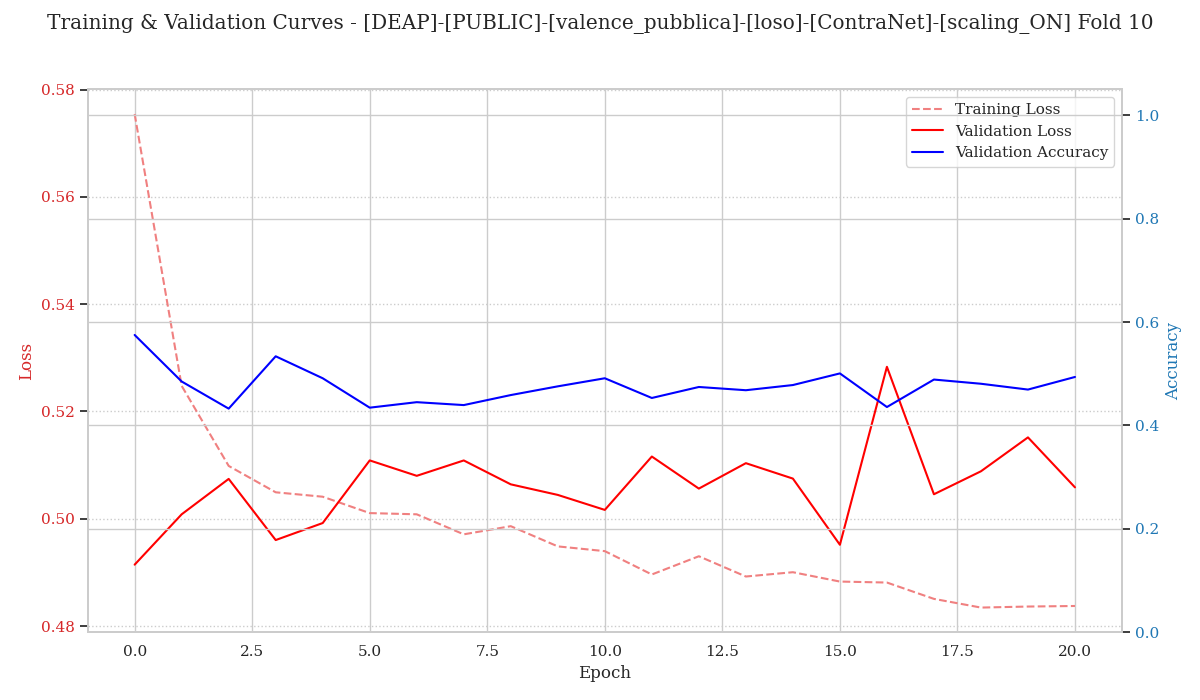 Training & Validation Curves - [DEAP]-[PUBLIC]-[valence_pubblica]-[loso]-[ContraNet]-[scaling_ON] Fold 10
Training Loss
Validation Loss
Validation Accuracy
Loss
0.58
0.56
0.54
0.52
0.50
0.48
1.0
0.8
0.6
0.4
0.2
0.0
Accuracy
0.0 2.5 5.0 7.5 10.0 12.5 15.0 17.5 20.0
Epoch